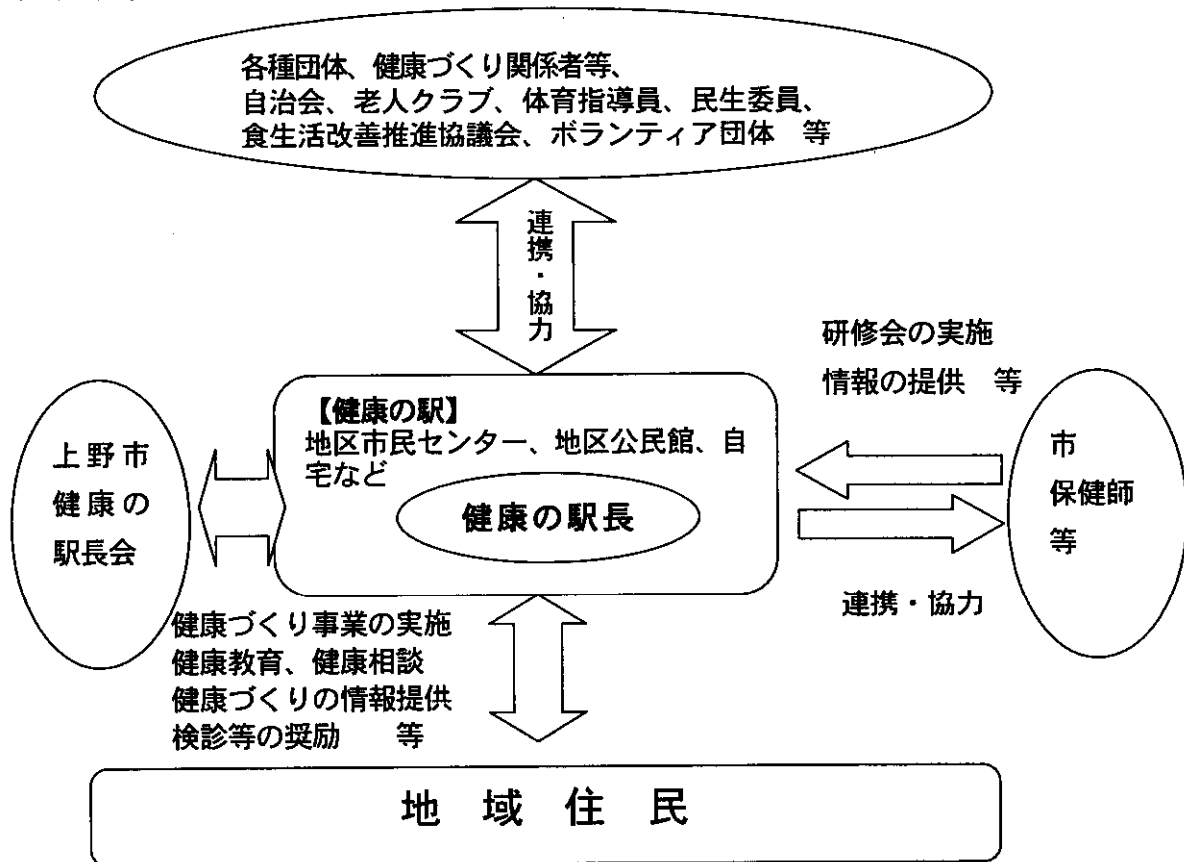 各種団体、健康づくり関係者等、
自治会、老人クラブ、体育指導員、民生委員、
食生活改善推進協議会、ボランティア団体　等
連携・協力
研修会の実施
情報の提供　等
【健康の駅】
地区市民センター、地区公民館、自
宅など
健康の駅長
上野市
健康の
駅長会
市
保健師
等
連携・協力
健康づくり事業の実施
健康教育、健康相談
健康づくりの情報提供
検診等の奨励　　等
地　域　住　民